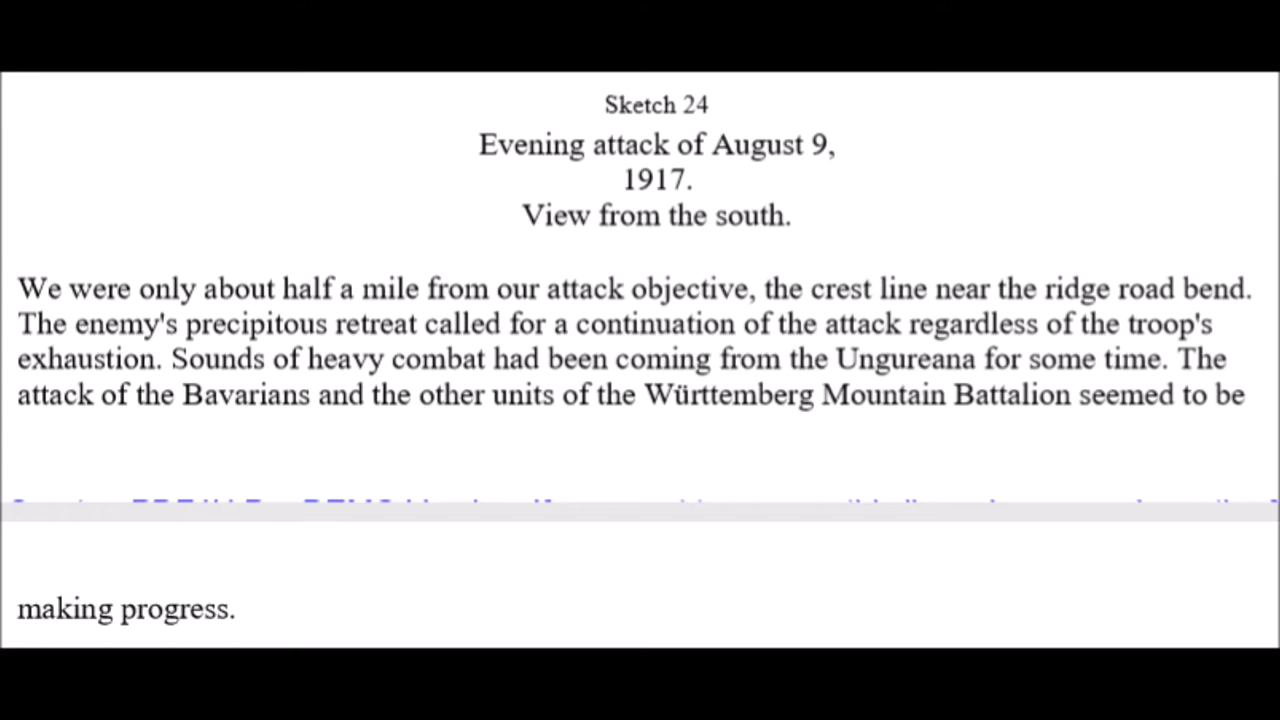 Sketch 24
Evening attack of August 9,
1917.
View from the south.
We were only about half a mile from our attack objective, the crest line near the ridge road bend.
The enemy's precipitous retreat called for a continuation of the attack regardless of the troop's
exhaustion. Sounds of heavy combat had been coming from the Ungureana for some time. The
attack of the Bavarians and the other units of the Württemberg Mountain Battalion seemed to be
making progress.